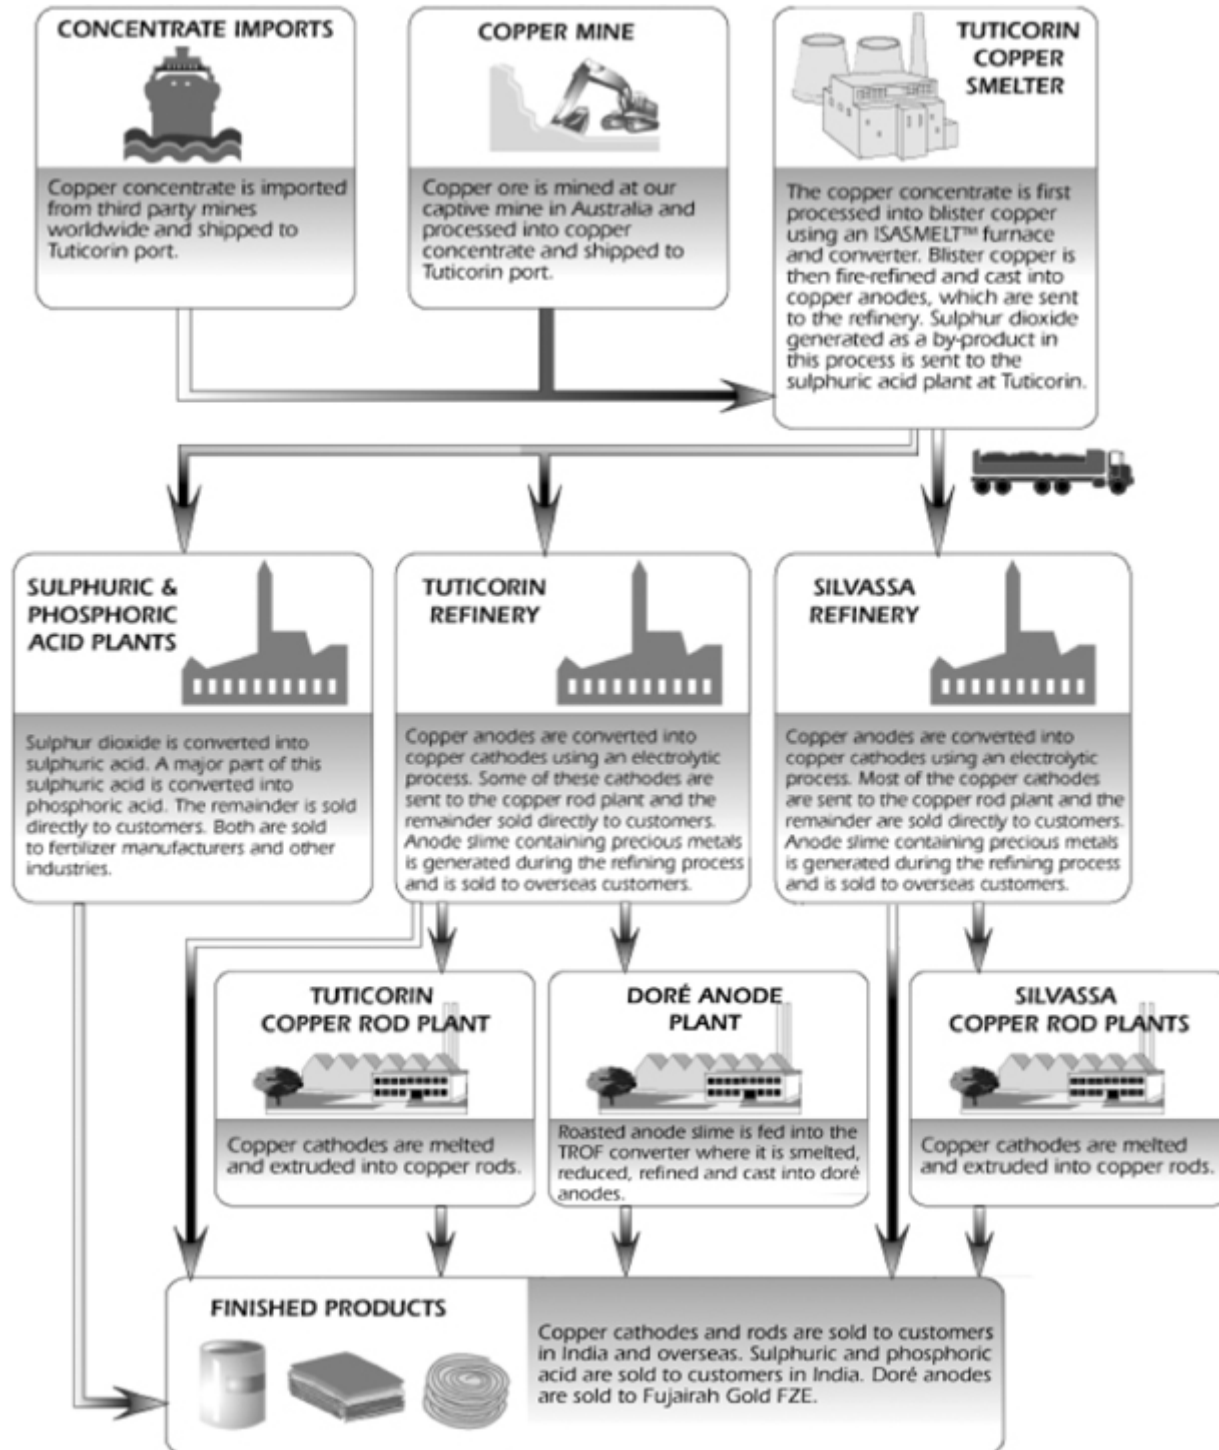 CONCENTRATE IMPORTS
Copper concentrate is imported
from third party mines
worldwide and shipped to
Tuticorin port.
COPPER MINE
Copper ore is mined at our
captive mine in Australia and
processed into copper
concentrate and shipped to
Tuticorin port.
TUTICORIN
COPPER
SMELTER
The copper concentrate is first
processed into blister copper
using an ISASMELT™ furnace
and converter. Blister copper is
then fire-refined and cast into
copper anodes, which are sent
to the refinery. Sulphur dioxide
generated as a by-product in
this process is sent to the
sulphuric acid plant at Tuticorin.
SULPHURIC &
PHOSPHORIC
ACID PLANTS
Sulphur dioxide is converted into
sulphuric acid. A major part of this
sulphuric acid is converted into
phosphoric acid. The remainder is sold
directly to customers. Both are sold
to fertilizer manufacturers and other
industries.
TUTICORIN
REFINERY
Copper anodes are converted into
copper cathodes using an electrolytic
process. Some of these cathodes are
sent to the copper rod plant and the
remainder sold directly to customers.
Anode slime containing precious metals
is generated during the refining process
and is sold to overseas customers.
SILVASSA
REFINERY
Copper anodes are converted into
copper cathodes using an electrolytic
process. Most of the copper cathodes
are sent to the copper rod plant and the
remainder are sold directly to customers.
Anode slime containing precious metals
is generated during the refining process
and is sold to overseas customers.
TUTICORIN
COPPER ROD PLANT
Copper cathodes are melted
and extruded into copper rods.
DORÉ ANODE
PLANT
Roasted anode slime is fed into the
TROF converter where it is smelted,
reduced, refined and cast into doré
anodes.
SILVASSA
COPPER ROD PLANTS
Copper cathodes are melted
and extruded into copper rods.
FINISHED PRODUCTS
Copper cathodes and rods are sold to customers
in India and overseas. Sulphuric and phosphoric
acid are sold to customers in India. Doré anodes
are sold to Fujairah Gold FZE.